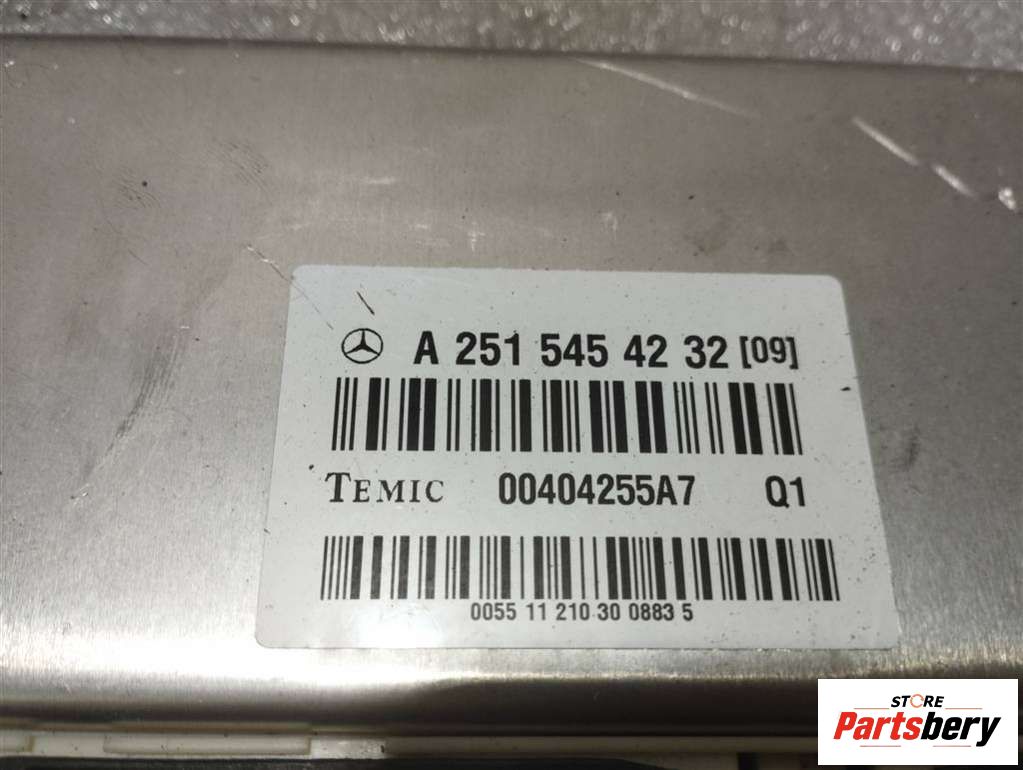 A 251 545 42 32 [09]
TEMIC 00404255A7 Q1
0055 11 210 30 0883 5
STORE
Partsbery